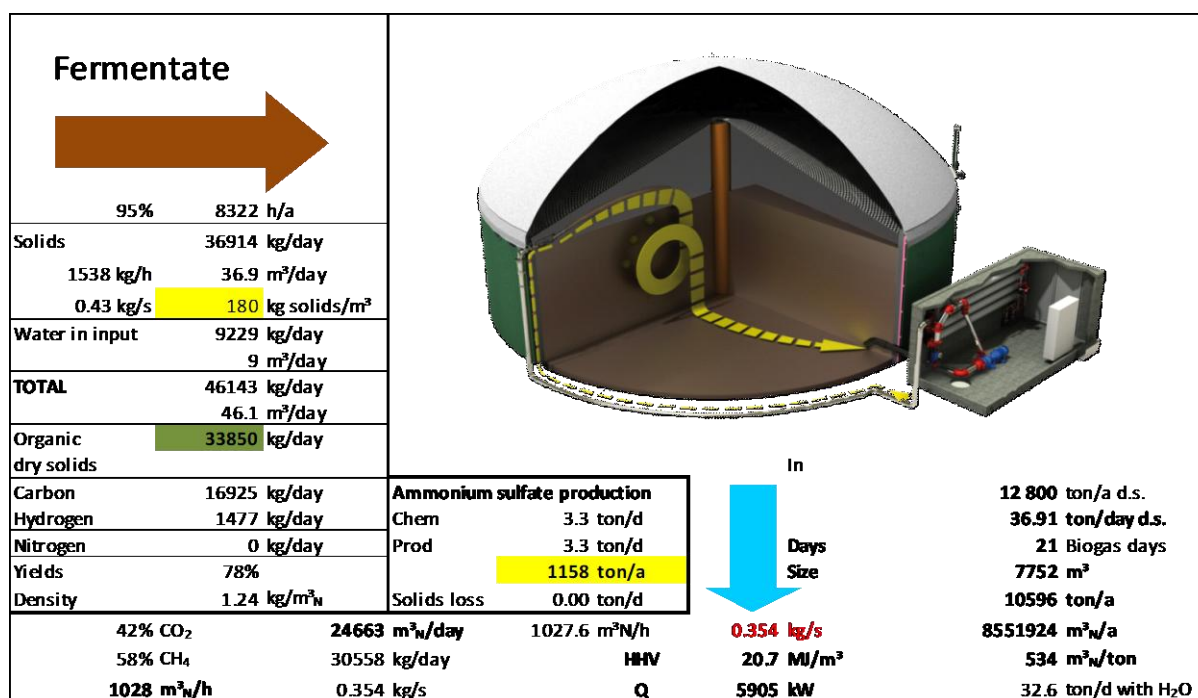 Fermentate
95% 8322 h/a
Solids 36914 kg/day
1538 kg/h 36.9 m³/day
0.43 kg/s 180 kg solids/m³
Water in input 9229 kg/day
9 m³/day
TOTAL 46143 kg/day
46.1 m³/day
Organic 33850 kg/day
dry solids In
Carbon 16925 kg/day Ammonium sulfate production 12 800 ton/a d.s.
Hydrogen 1477 kg/day Chem 3.3 ton/d 36.91 ton/day d.s.
Nitrogen 0 kg/day Prod 3.3 ton/d Days 21 Biogas days
Yields 78% 1158 ton/a Size 7752 m³
Density 1.24 kg/m³ₙ Solids loss 0.00 ton/d 10596 ton/a
42% CO₂ 24663 m³ₙ/day 1027.6 m³N/h 0.354 kg/s 8551924 m³ₙ/a
58% CH₄ 30558 kg/day HHV 20.7 MJ/m³ 534 m³ₙ/ton
1028 m³ₙ/h 0.354 kg/s Q 5905 kW 32.6 ton/d with H₂O